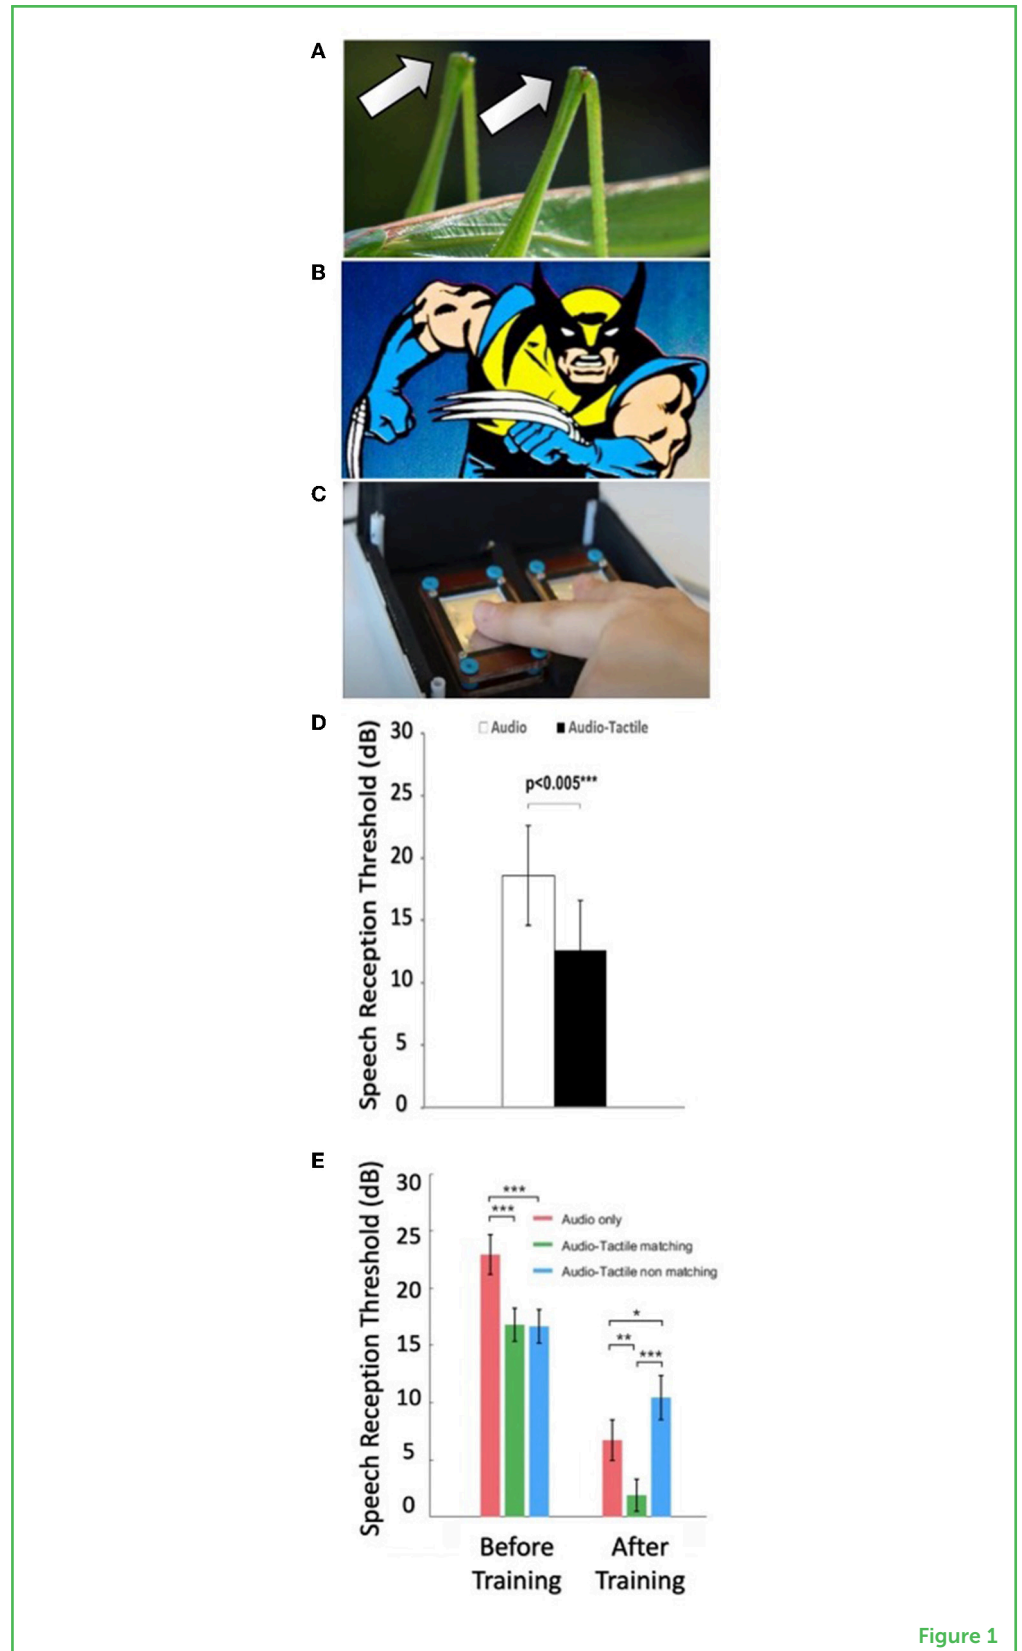 A
B
C
D
Speech Reception Threshold (dB)
30
25
20
15
10
5
0
Audio
Audio-Tactile
p<0.005***
E
Speech Reception Threshold (dB)
30
25
20
15
10
5
0
***
***
Audio only
Audio-Tactile matching
Audio-Tactile non matching
*
**
***
Before
Training
After
Training
Figure 1